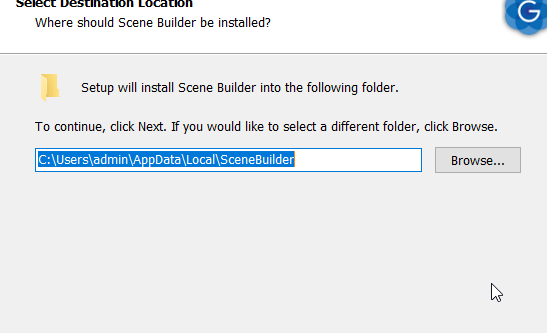 Select Destination Location
Where should Scene Builder be installed?
Setup will install Scene Builder into the following folder.
To continue, click Next. If you would like to select a different folder, click Browse.
C:\Users\admin\AppData\Local\SceneBuilder
Browse...
G